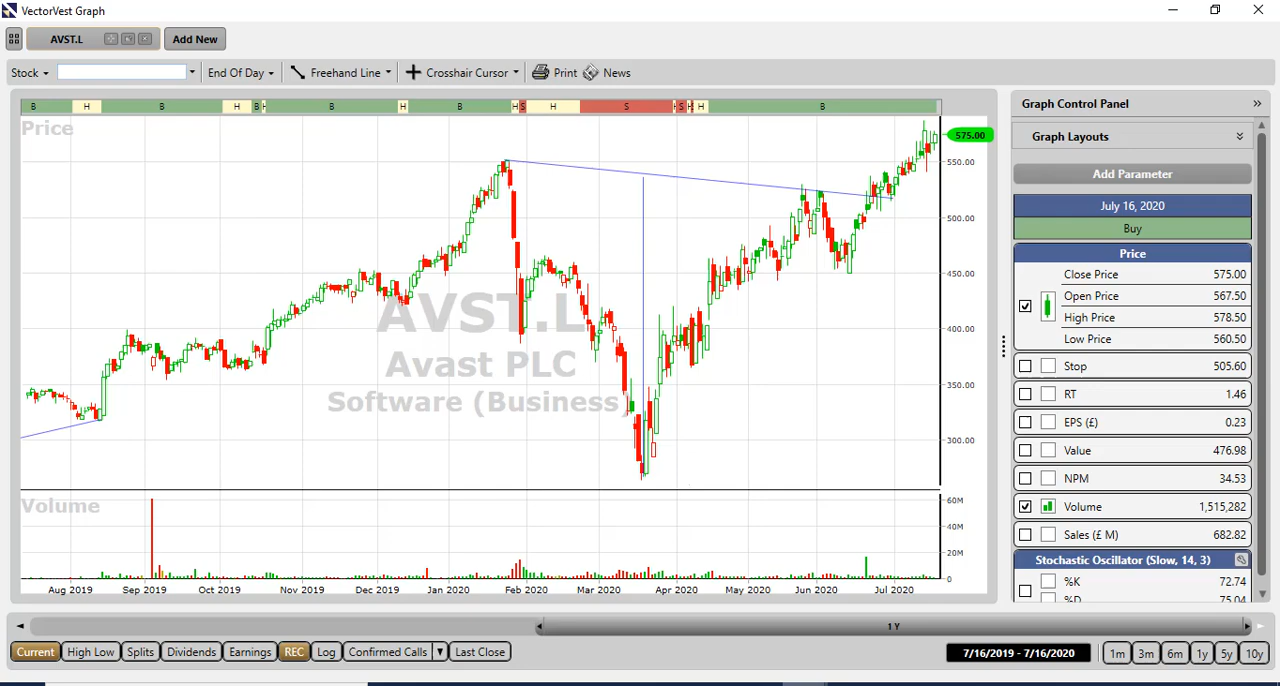 VectorVest Graph
AVST.L Add New
Stock End Of Day Freehand Line Crosshair Cursor Print News
B H B H B H B H B H S H S H S H H B
Price
575.00
550.00
500.00
450.00
400.00
350.00
300.00
AVST.L
Avast PLC
Software (Business)
Volume
60M
40M
20M
0
Aug 2019 Sep 2019 Oct 2019 Nov 2019 Dec 2019 Jan 2020 Feb 2020 Mar 2020 Apr 2020 May 2020 Jun 2020 Jul 2020
Graph Control Panel
Graph Layouts
Add Parameter
July 16, 2020
Buy
Price
Close Price 575.00
Open Price 567.50
High Price 578.50
Low Price 560.50
Stop 505.60
RT 1.46
EPS (£) 0.23
Value 476.98
NPM 34.53
Volume 1,515,282
Sales (£ M) 682.82
Stochastic Oscillator (Slow, 14, 3)
%K 72.74
%D 75.04
1 Y
Current High Low Splits Dividends Earnings REC Log Confirmed Calls Last Close 7/16/2019 - 7/16/2020 1m 3m 6m 1y 5y 10y